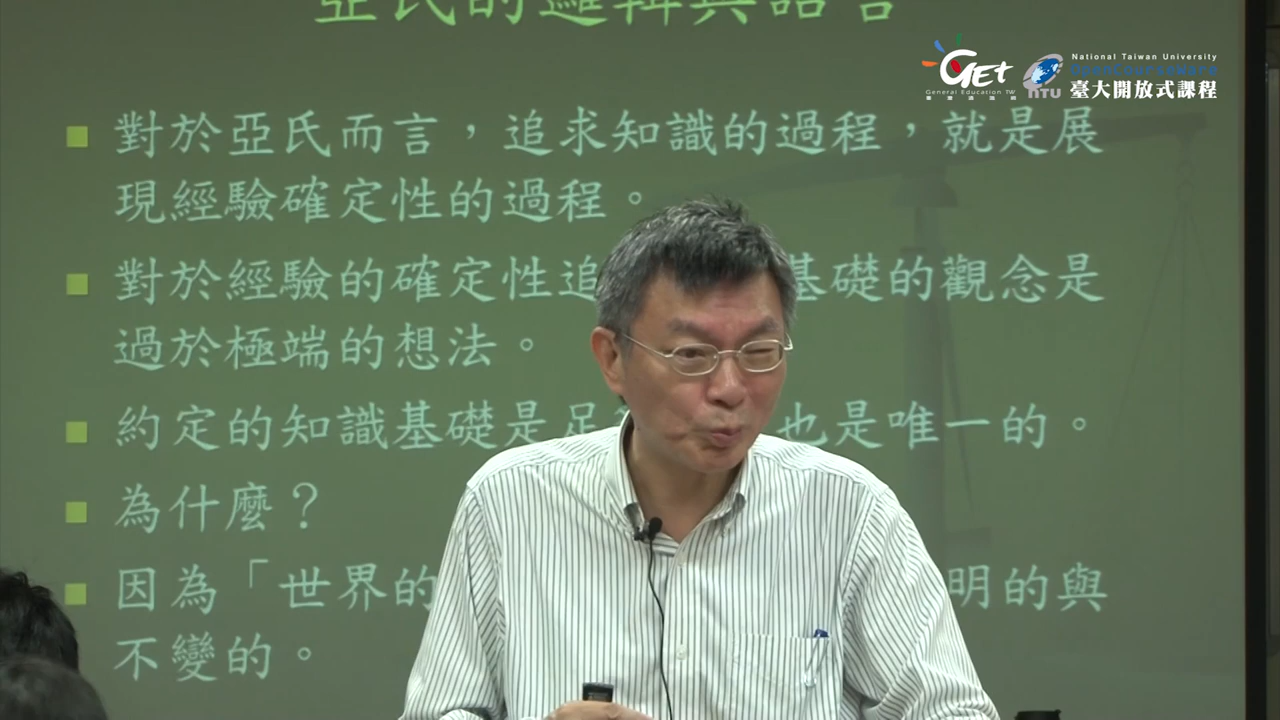 亞氏的邏輯與語言
GET
General Education TW
National Taiwan University
OpenCourseWare
NTU
臺大開放式課程
對於亞氏而言，追求知識的過程，就是展
現經驗確定性的過程。
對於經驗的確定性追 基礎的觀念是
過於極端的想法。
約定的知識基礎是足 也是唯一的。
為什麼？
因為「世界的 明的與
不變的。